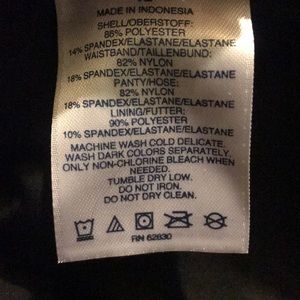 MADE IN INDONESIA
SHELL/OBERSTOFF:
86% POLYESTER
14% SPANDEX/ELASTANE/ELASTANE
WAISTBAND/TAILLENBUND:
82% NYLON
18% SPANDEX/ELASTANE/ELASTANE
PANTY/HOSE:
82% NYLON
18% SPANDEX/ELASTANE/ELASTANE
LINING/FUTTER:
90% POLYESTER
10% SPANDEX/ELASTANE/ELASTANE
MACHINE WASH COLD DELICATE.
WASH DARK COLORS SEPARATELY.
ONLY NON-CHLORINE BLEACH WHEN
NEEDED.
TUMBLE DRY LOW.
DO NOT IRON.
DO NOT DRY CLEAN.
RN 62830